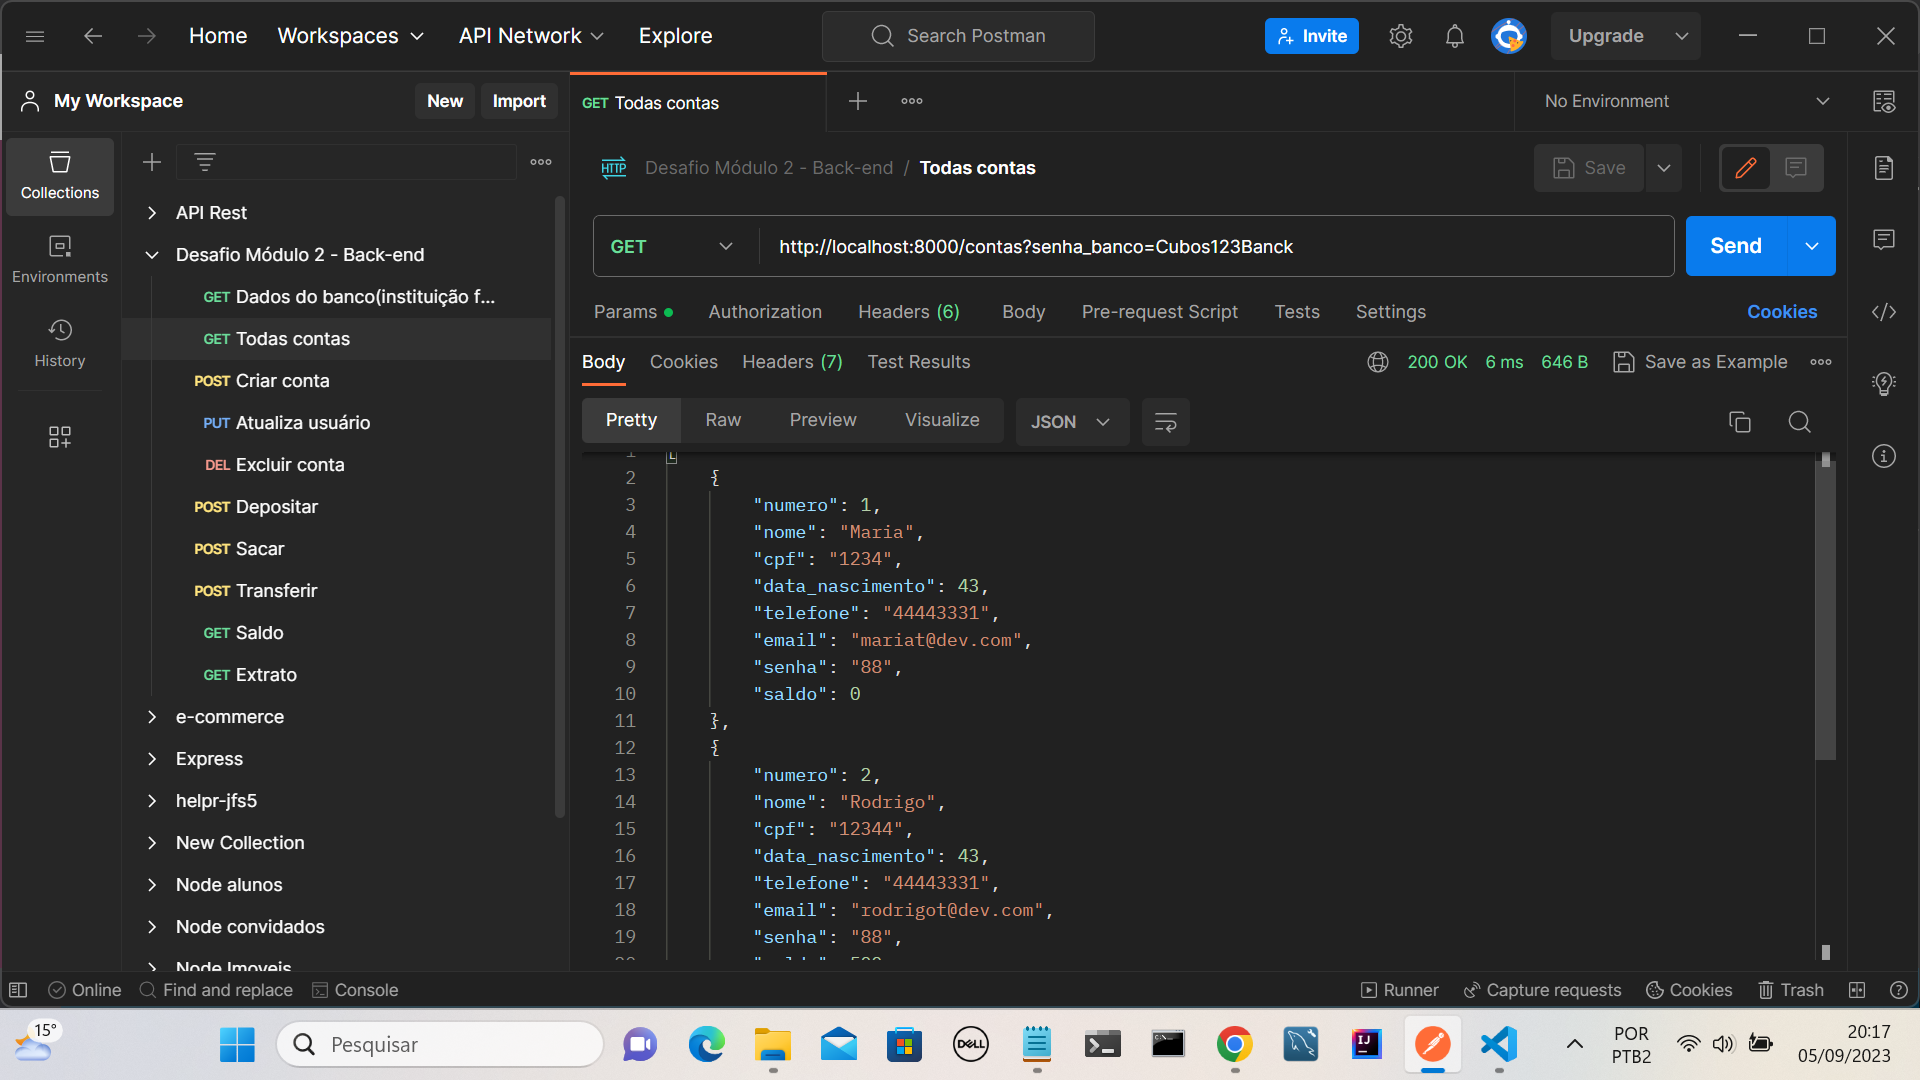 Home
Workspaces
API Network
Explore
Search Postman
Invite
Upgrade
My Workspace
New
Import
GET Todas contas
No Environment
Collections
Environments
History
API Rest
Desafio Módulo 2 - Back-end
GET Dados do banco(instituição f...
GET Todas contas
POST Criar conta
PUT Atualiza usuário
DEL Excluir conta
POST Depositar
POST Sacar
POST Transferir
GET Saldo
GET Extrato
e-commerce
Express
helpr-jfs5
New Collection
Node alunos
Node convidados
Node Imoveis
HTTP Desafio Módulo 2 - Back-end / Todas contas
Save
GET http://localhost:8000/contas?senha_banco=Cubos123Banck
Send
Params Authorization Headers (6) Body Pre-request Script Tests Settings Cookies
Body Cookies Headers (7) Test Results 200 OK 6 ms 646 B Save as Example
Pretty Raw Preview Visualize JSON
1 [
2 {
3 "numero": 1,
4 "nome": "Maria",
5 "cpf": "1234",
6 "data_nascimento": 43,
7 "telefone": "44443331",
8 "email": "mariat@dev.com",
9 "senha": "88",
10 "saldo": 0
11 },
12 {
13 "numero": 2,
14 "nome": "Rodrigo",
15 "cpf": "12344",
16 "data_nascimento": 43,
17 "telefone": "44443331",
18 "email": "rodrigot@dev.com",
19 "senha": "88",
Online Find and replace Console Runner Capture requests Cookies Trash
15°
Pesquisar
DELL
IJ
POR
PTB2
20:17
05/09/2023